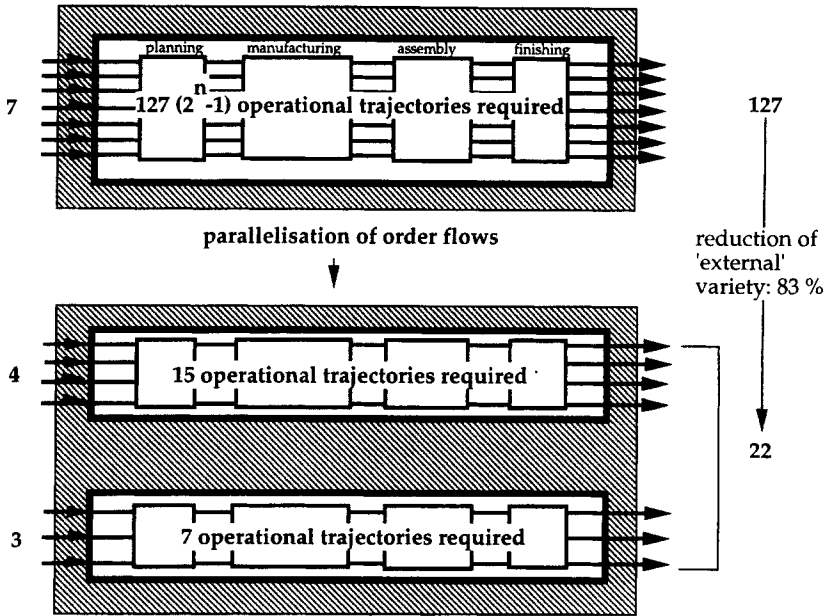 planning manufacturing assembly finishing
n
7 127 (2 -1) operational trajectories required 127
parallelisation of order flows
reduction of
'external'
variety: 83 %
4 15 operational trajectories required
22
3 7 operational trajectories required